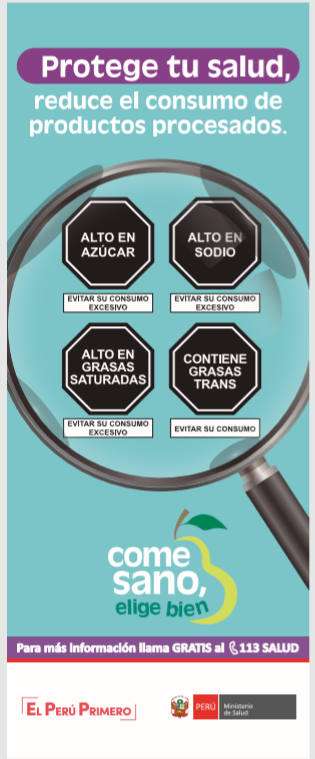 Protege tu salud,
reduce el consumo de
productos procesados.
ALTO EN
AZÚCAR
EVITAR SU CONSUMO
EXCESIVO
ALTO EN
SODIO
EVITAR SU CONSUMO
EXCESIVO
ALTO EN
GRASAS
SATURADAS
EVITAR SU CONSUMO
EXCESIVO
CONTIENE
GRASAS
TRANS
EVITAR SU CONSUMO
come
sano,
elige bien
Para más información llama GRATIS al 113 SALUD
EL PERÚ PRIMERO
PERÚ
Ministerio
de Salud